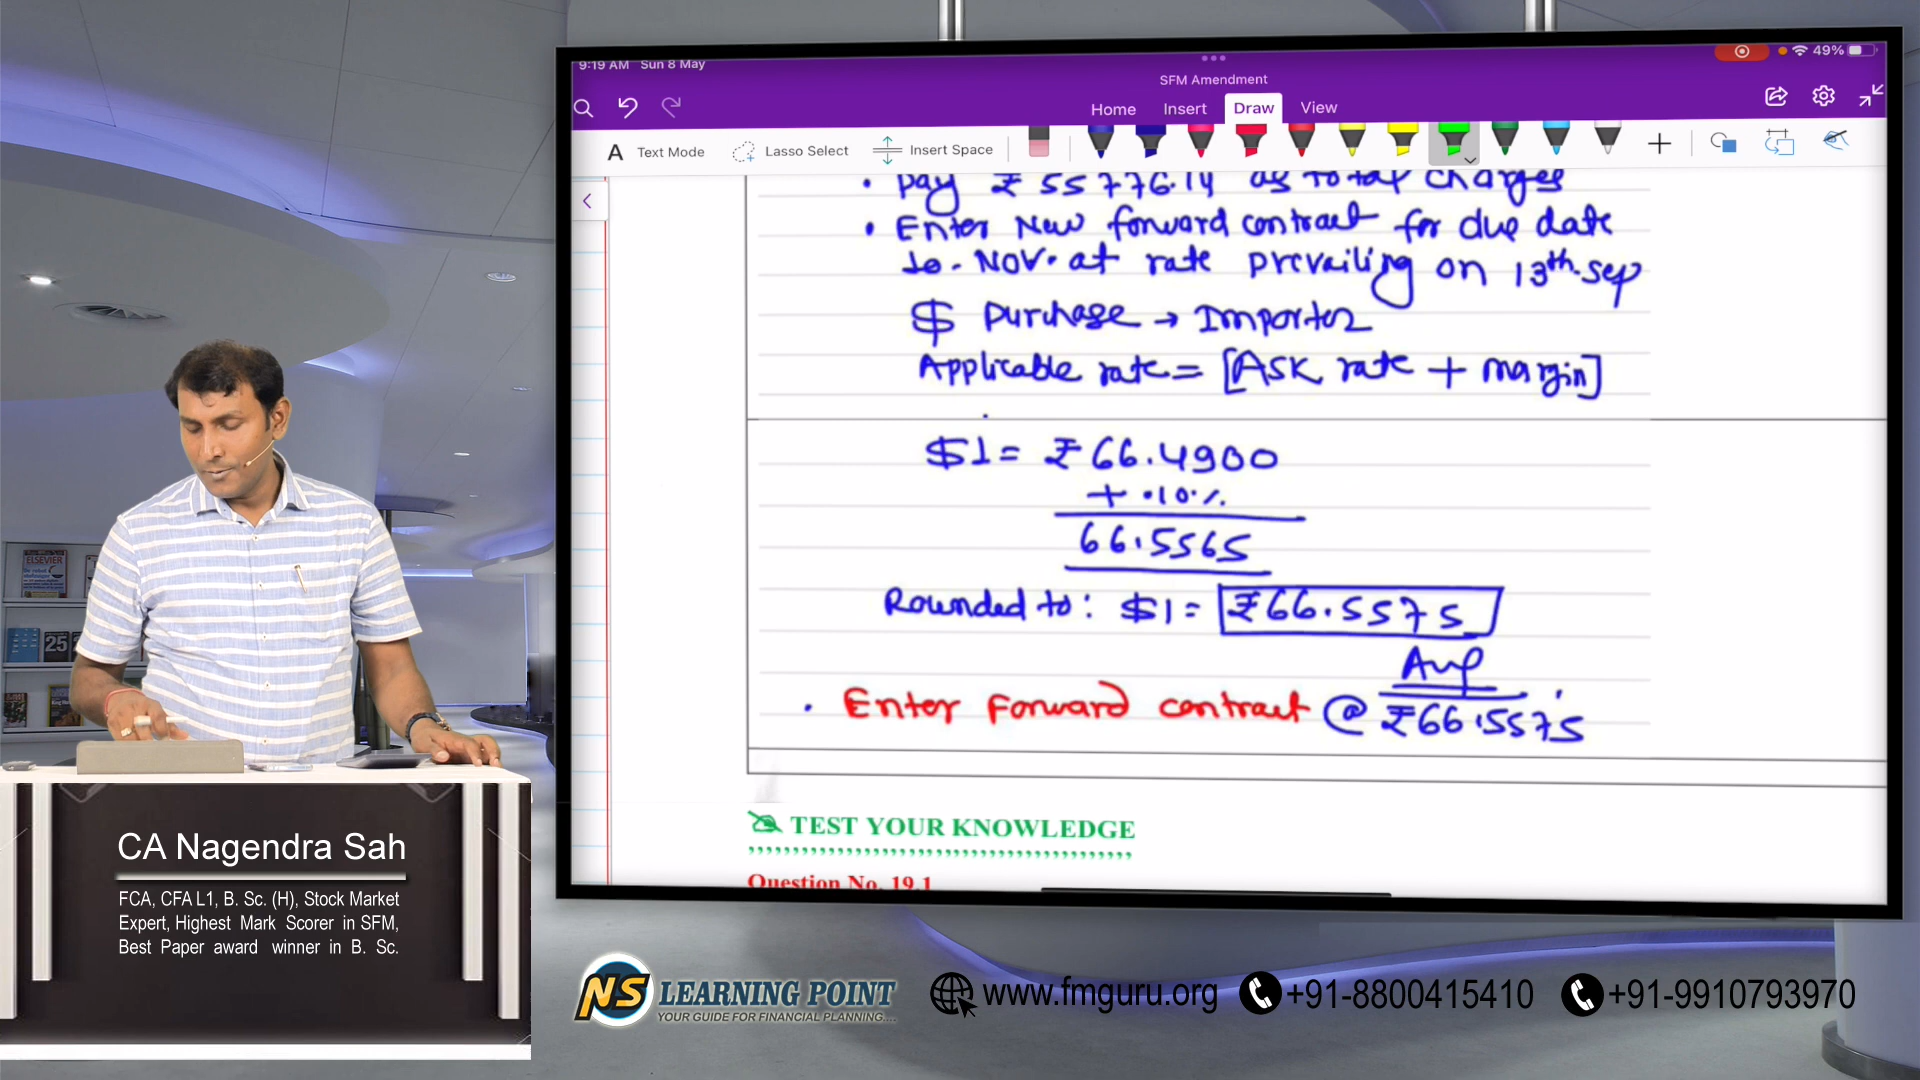 9:19 AM Sun 8 May
49%
SFM Amendment
Home Insert Draw View
A Text Mode Lasso Select Insert Space
• Pay ₹ 55776.14 as total charges
• Enter New forward contract for due date
10. NOV. at rate prevailing on 13th. Sep
$ Purchase → Importer
Applicable rate = [ASK rate + margin]
$1 = ₹66.4900
+ .10%
66.5565
Rounded to: $1 = ₹66.5575
• Enter Forward contract @ ₹66.5575
TEST YOUR KNOWLEDGE
Question No. 19.1
ELSEVIER
25
CA Nagendra Sah
FCA, CFA L1, B. Sc. (H), Stock Market
Expert, Highest Mark Scorer in SFM,
Best Paper award winner in B. Sc.
NS LEARNING POINT
YOUR GUIDE FOR FINANCIAL PLANNING....
www.fmguru.org +91-8800415410 +91-9910793970